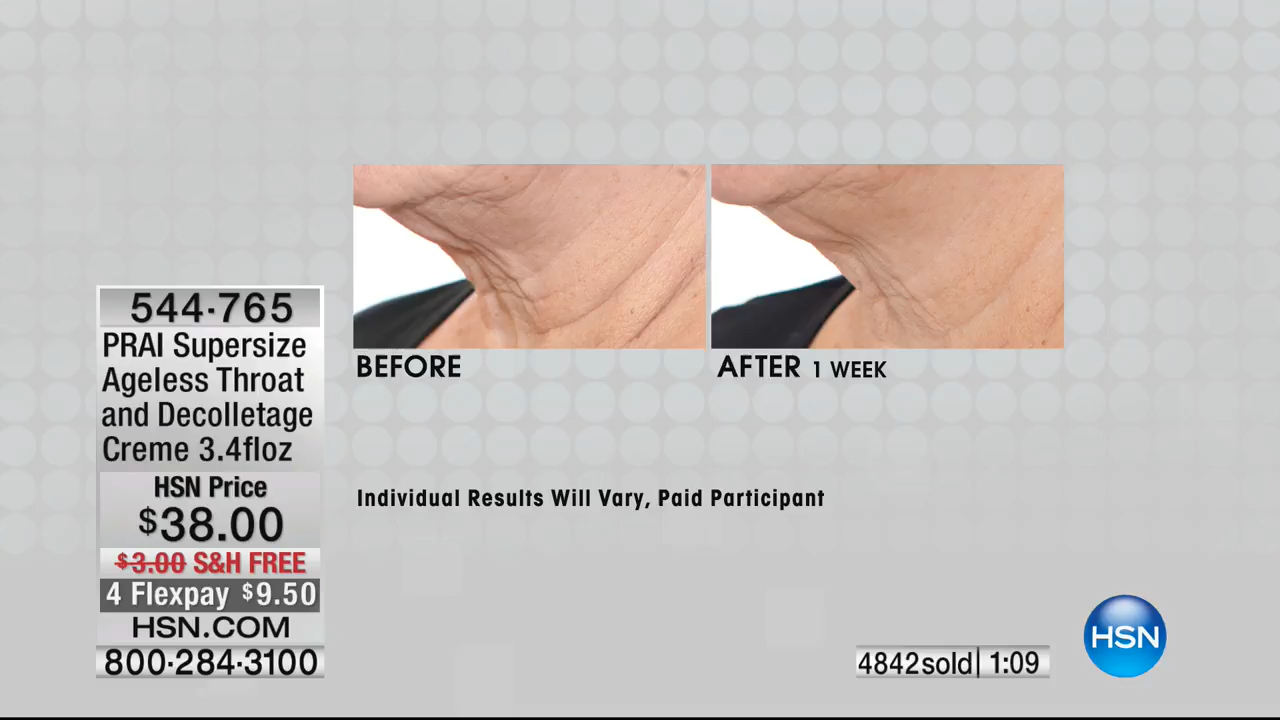 544·765
PRAI Supersize
Ageless Throat
and Decolletage
Creme 3.4floz
HSN Price
$38.00
$3.00 S&H FREE
4 Flexpay $9.50
HSN.COM
800·284·3100
BEFORE
AFTER 1 WEEK
Individual Results Will Vary, Paid Participant
4842sold| 1:09
HSN